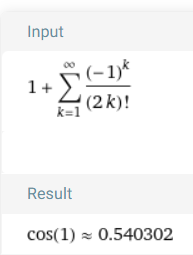 Input
1 + ∑_{k=1}^{∞} (-1)^k / (2 k)!
Result
cos(1) ≈ 0.540302